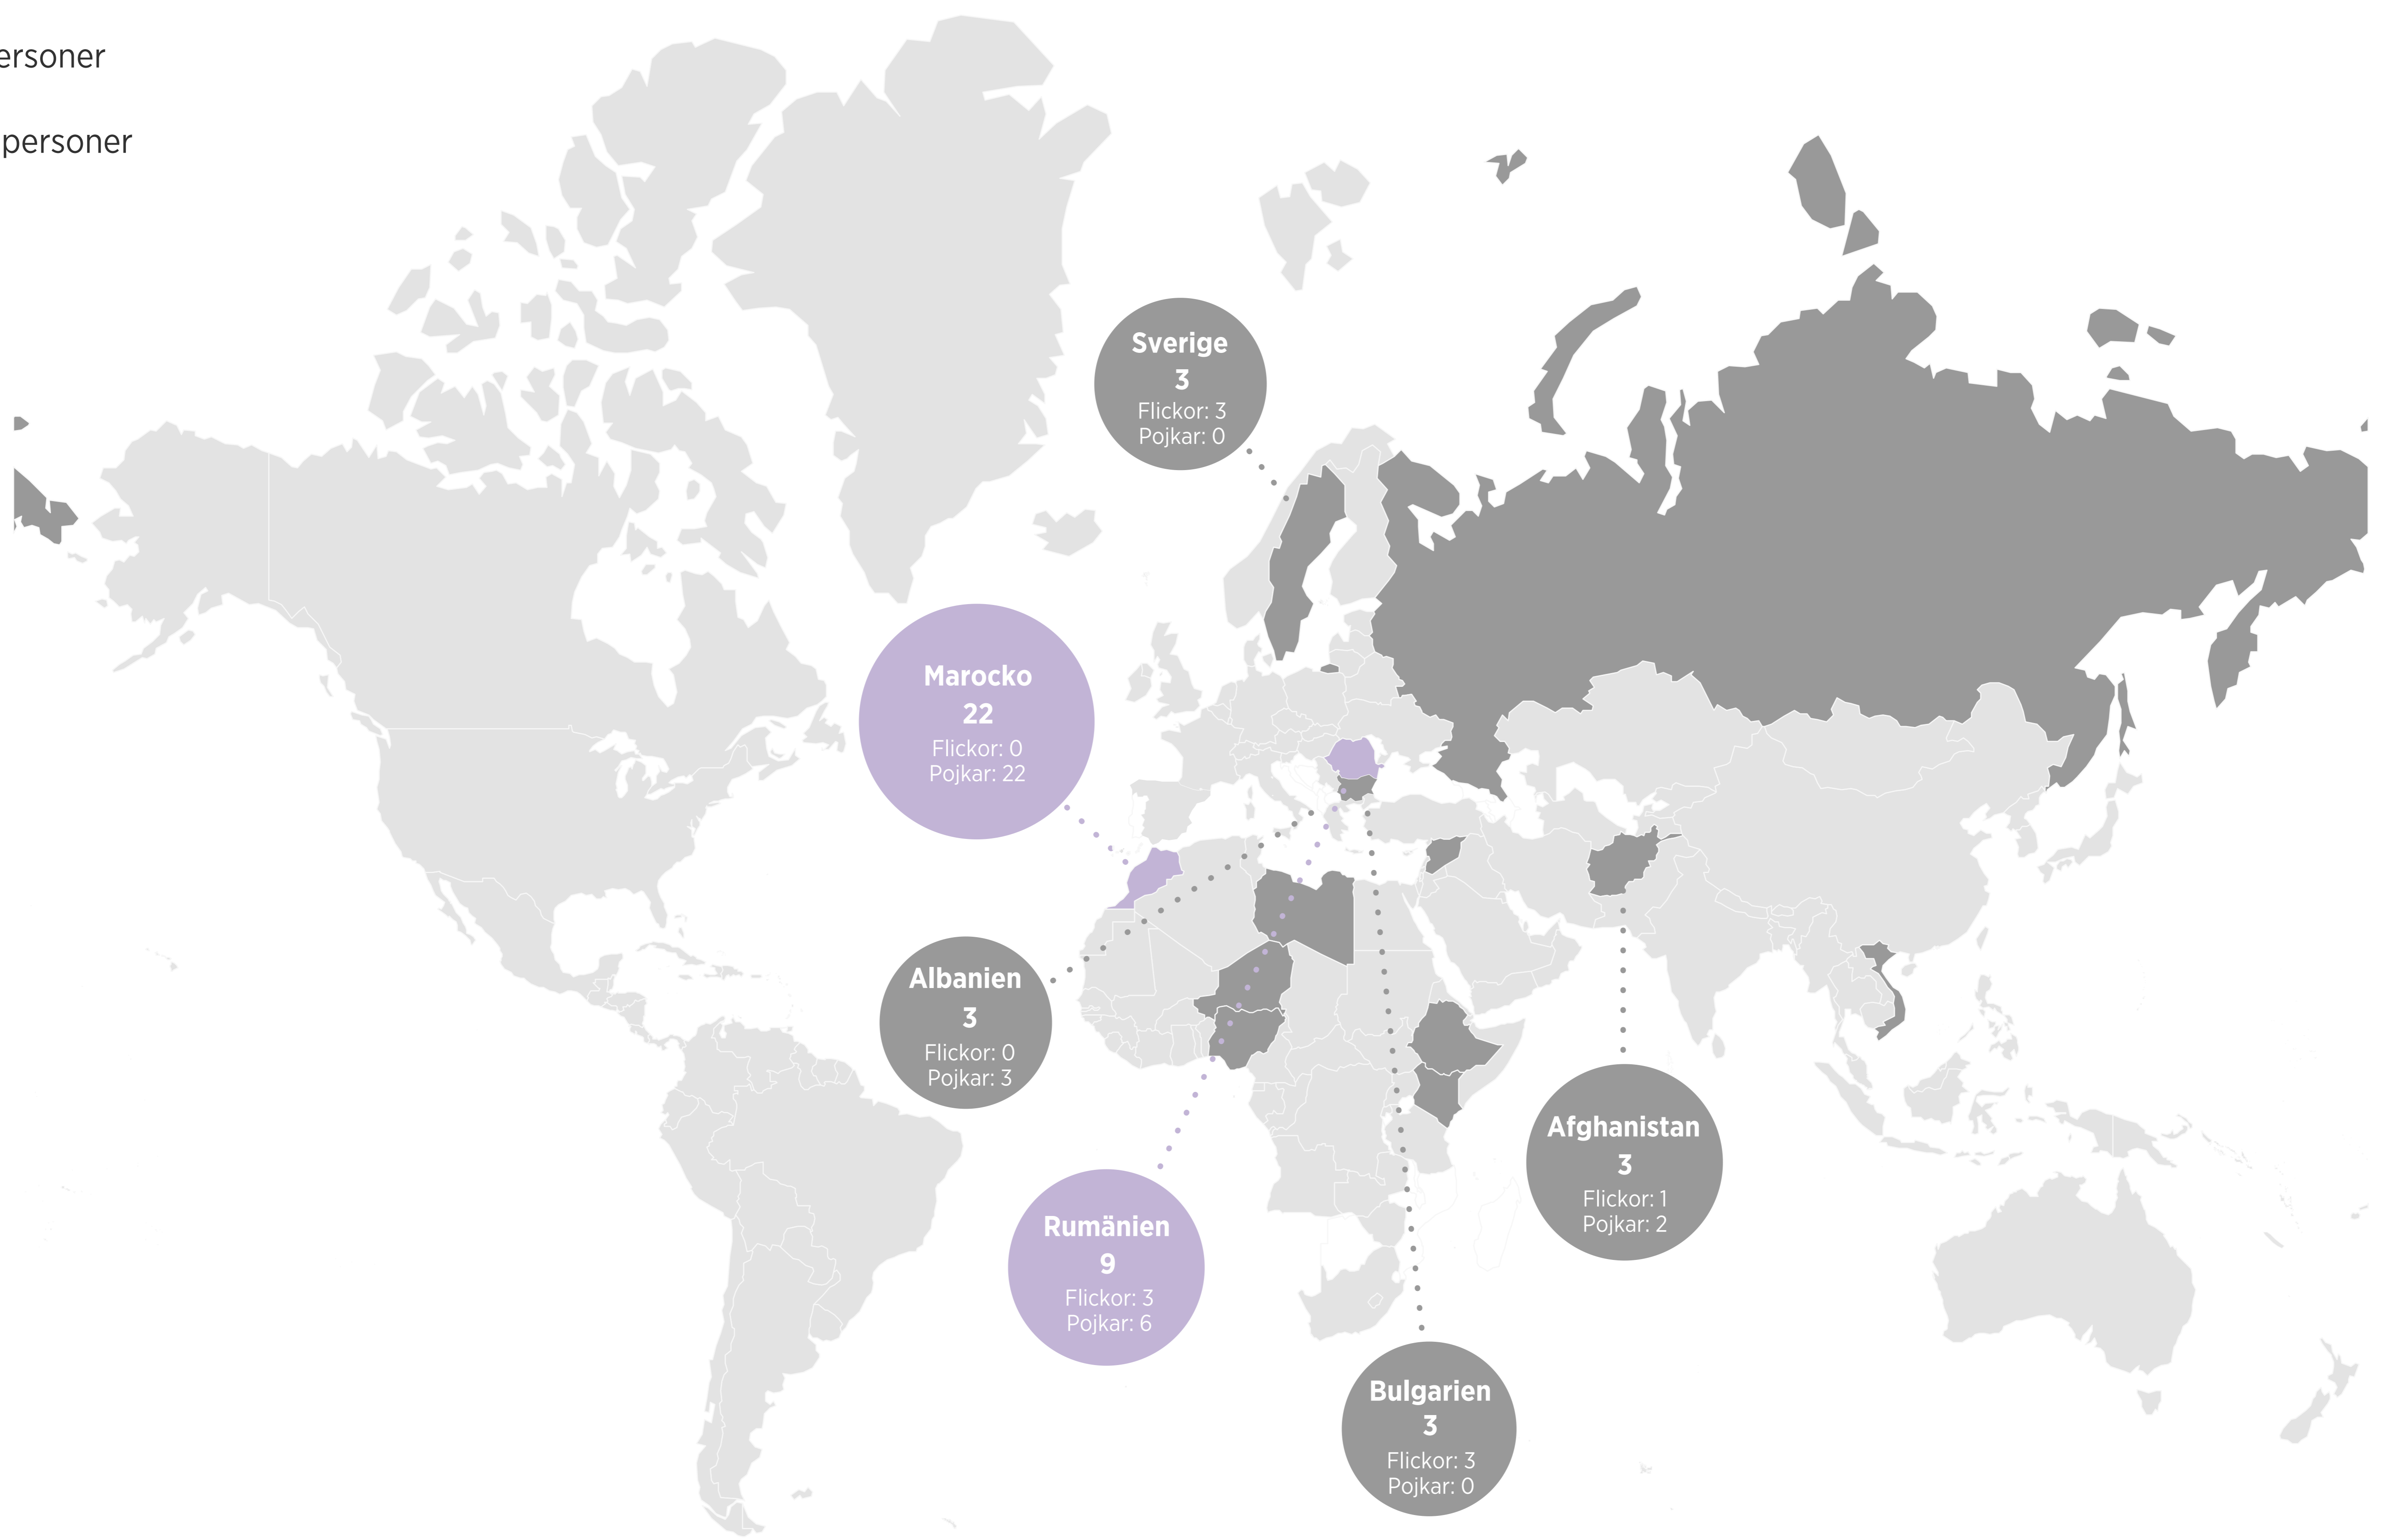 ersoner
personer
Sverige
3
Flickor: 3
Pojkar: 0
Marocko
22
Flickor: 0
Pojkar: 22
Albanien
3
Flickor: 0
Pojkar: 3
Afghanistan
3
Flickor: 1
Pojkar: 2
Rumänien
9
Flickor: 3
Pojkar: 6
Bulgarien
3
Flickor: 3
Pojkar: 0